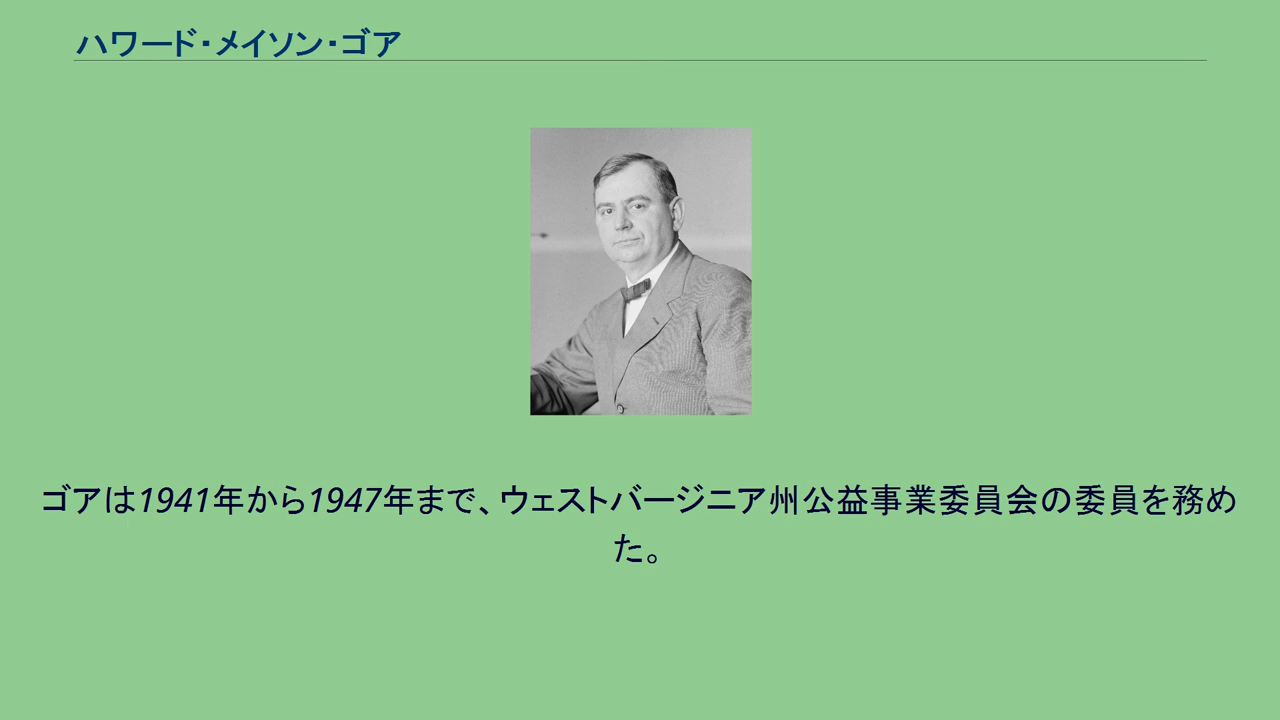 ハワード・メイソン・ゴア
ゴアは1941年から1947年まで、ウェストバージニア州公益事業委員会の委員を務め
た。